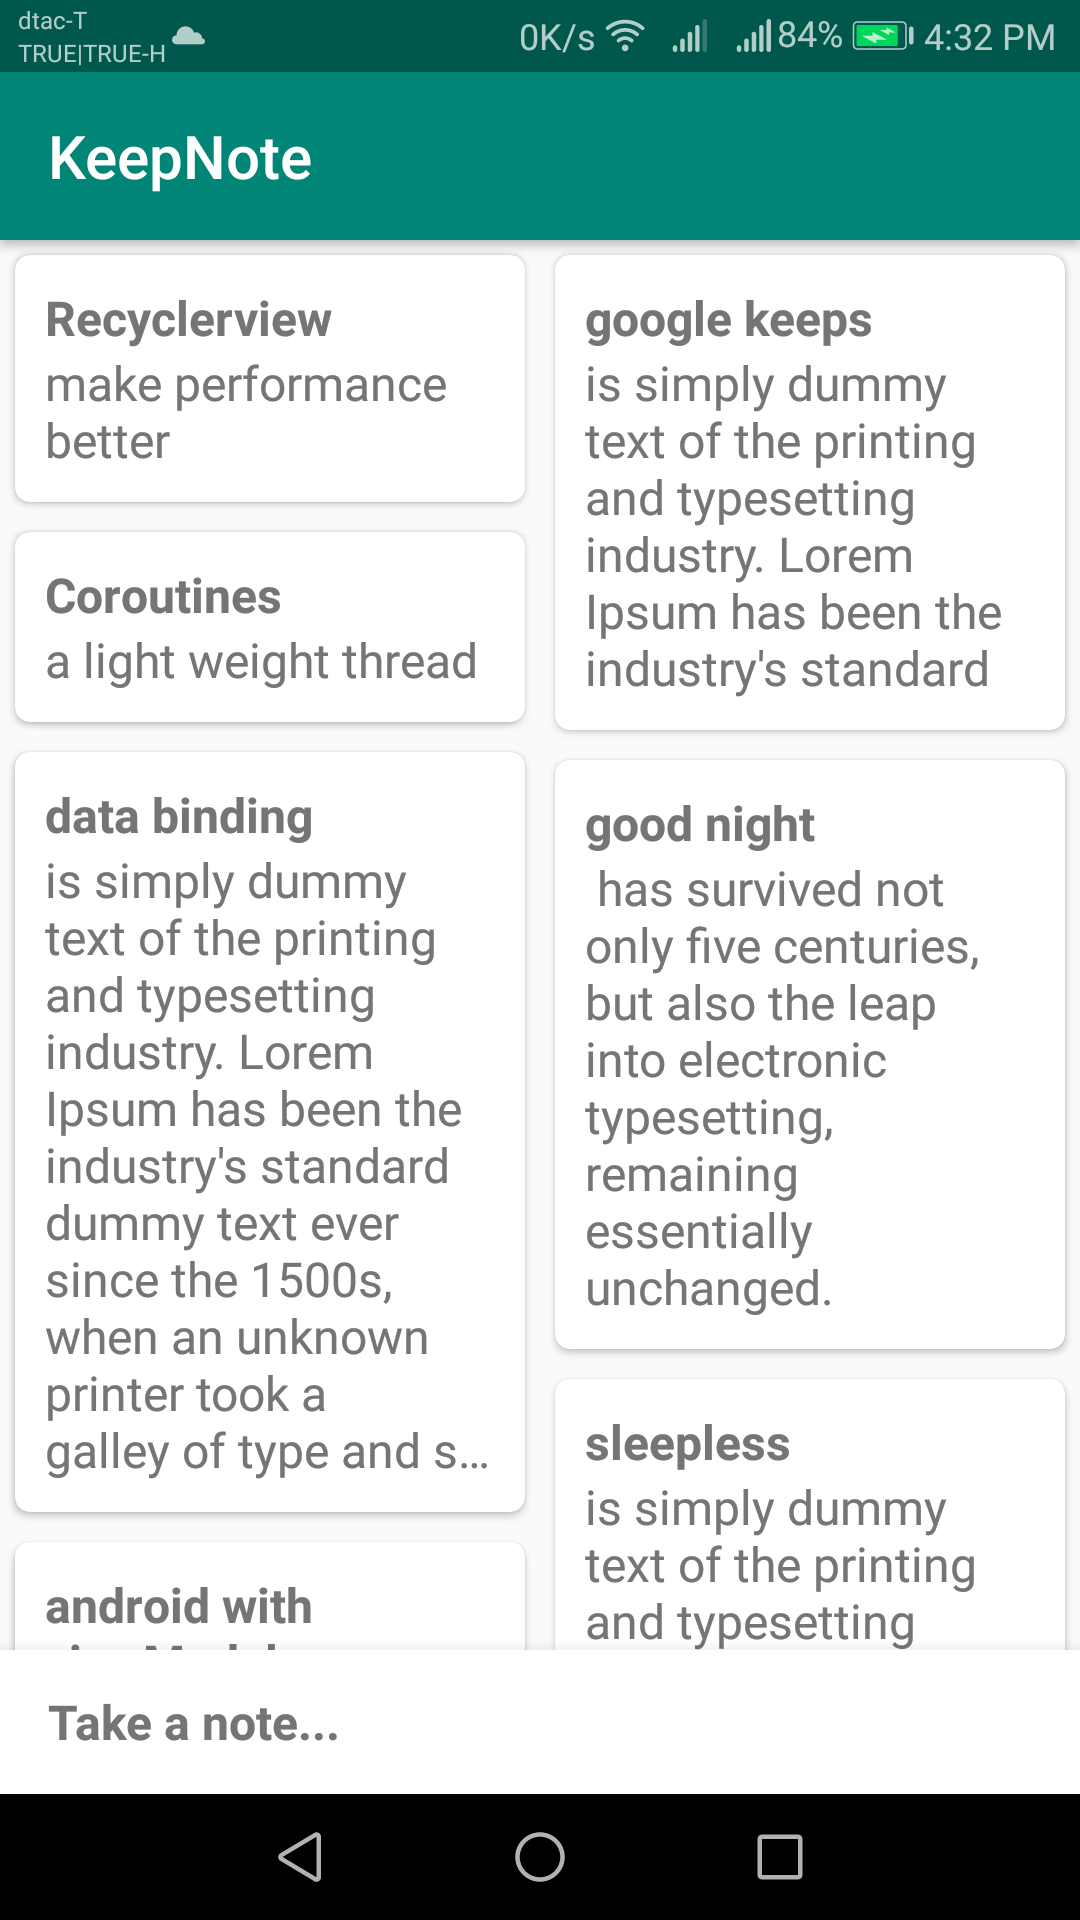 dtac-T
TRUE|TRUE-H
0K/s 84% 4:32 PM
KeepNote
Recyclerview
make performance
better
Coroutines
a light weight thread
data binding
is simply dummy
text of the printing
and typesetting
industry. Lorem
Ipsum has been the
industry's standard
dummy text ever
since the 1500s,
when an unknown
printer took a
galley of type and s...
android with
google keeps
is simply dummy
text of the printing
and typesetting
industry. Lorem
Ipsum has been the
industry's standard
good night
has survived not
only five centuries,
but also the leap
into electronic
typesetting,
remaining
essentially
unchanged.
sleepless
is simply dummy
text of the printing
and typesetting
Take a note...